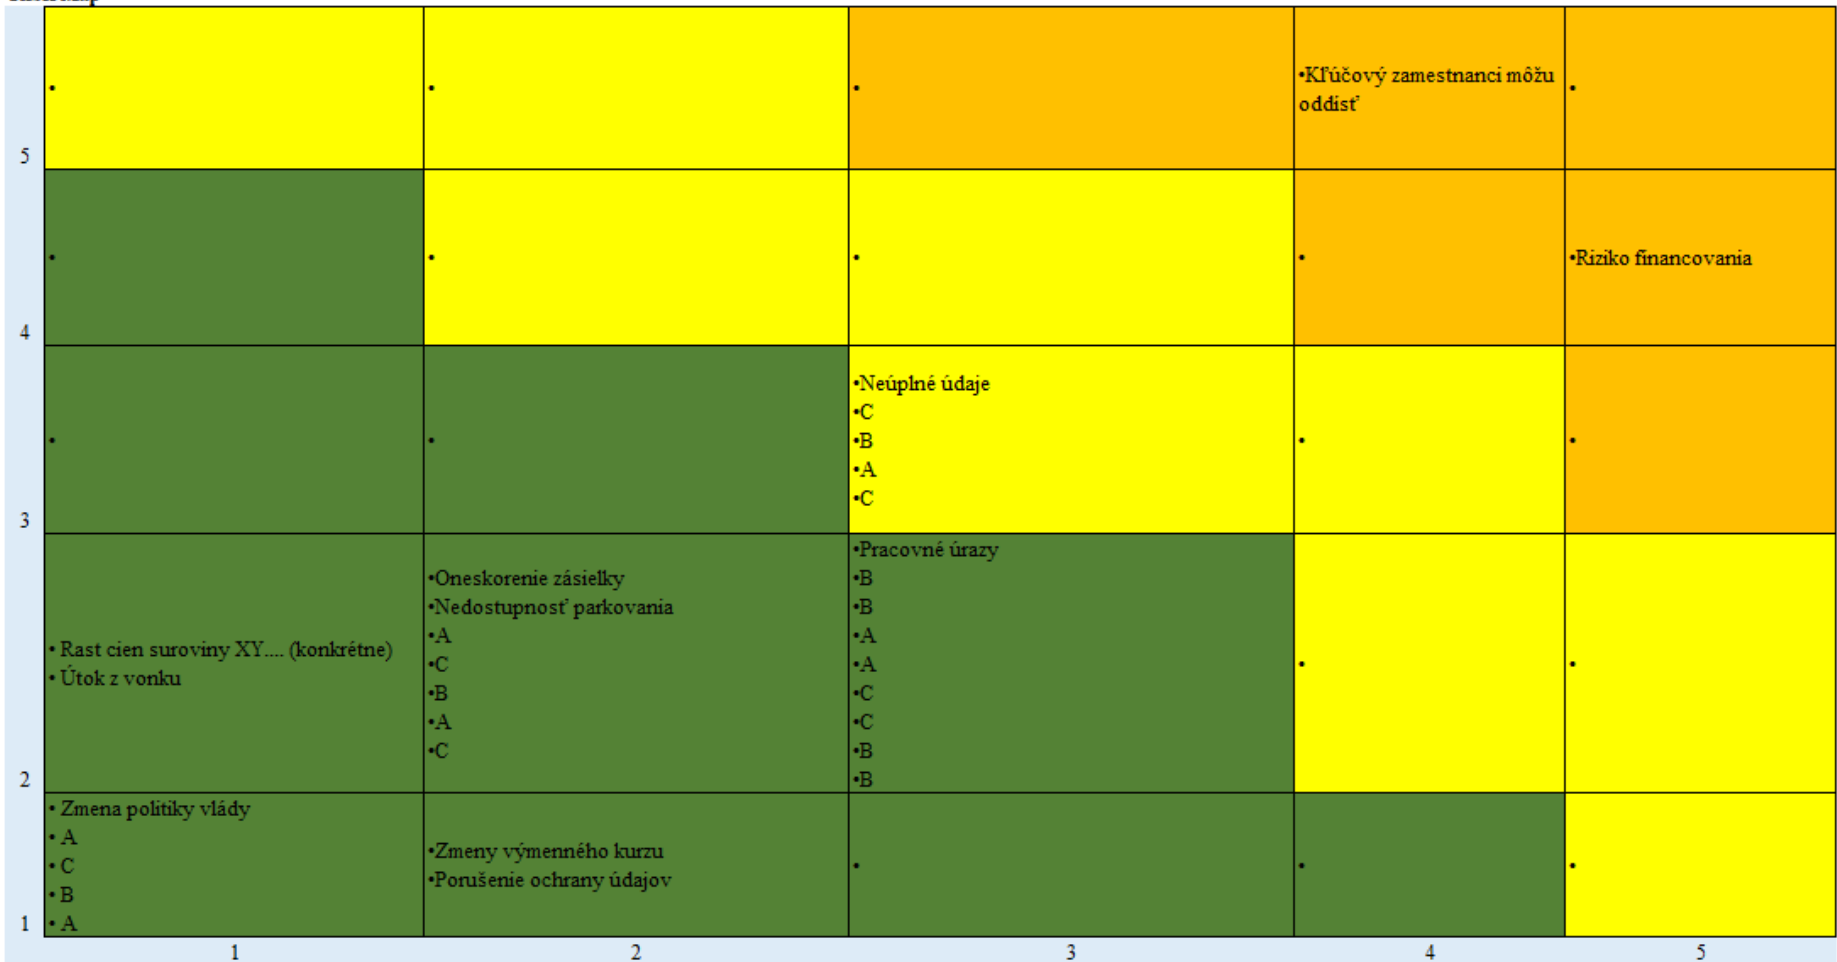 •
•
•
•Kľúčový zamestnanci môžu
oddísť
•
5
•
•
•
•
•Riziko financovania
4
•
•
•Neúplné údaje
•C
•B
•A
•C
•
•
3
• Rast cien suroviny XY.... (konkrétne)
• Útok z vonku
•Oneskorenie zásielky
•Nedostupnosť parkovania
•A
•C
•B
•A
•C
•Pracovné úrazy
•B
•B
•A
•A
•C
•C
•B
•B
•
•
2
• Zmena politiky vlády
• A
• C
• B
• A
•Zmeny výmenného kurzu
•Porušenie ochrany údajov
•
•
•
1
1 2 3 4 5